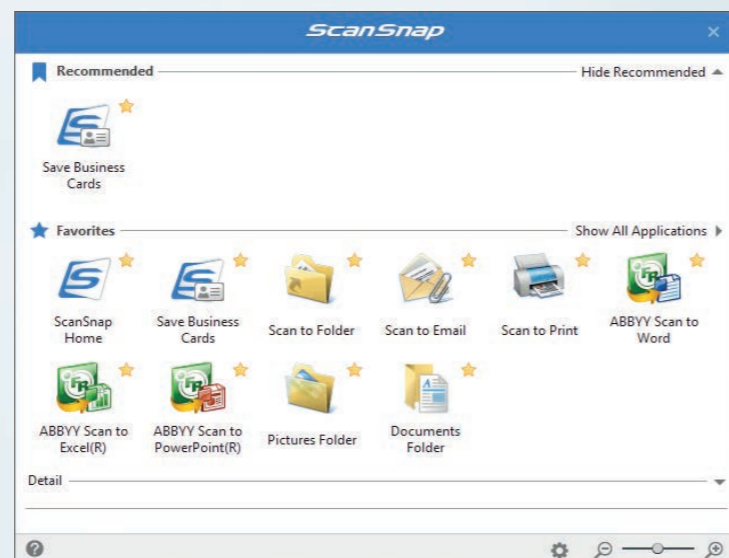 ScanSnap
Recommended
Hide Recommended
Save Business
Cards
Favorites
Show All Applications
ScanSnap
Home
Save Business
Cards
Scan to Folder
Scan to Email
Scan to Print
ABBYY Scan to
Word
ABBYY Scan to
Excel(R)
ABBYY Scan to
PowerPoint(R)
Pictures Folder
Documents
Folder
Detail